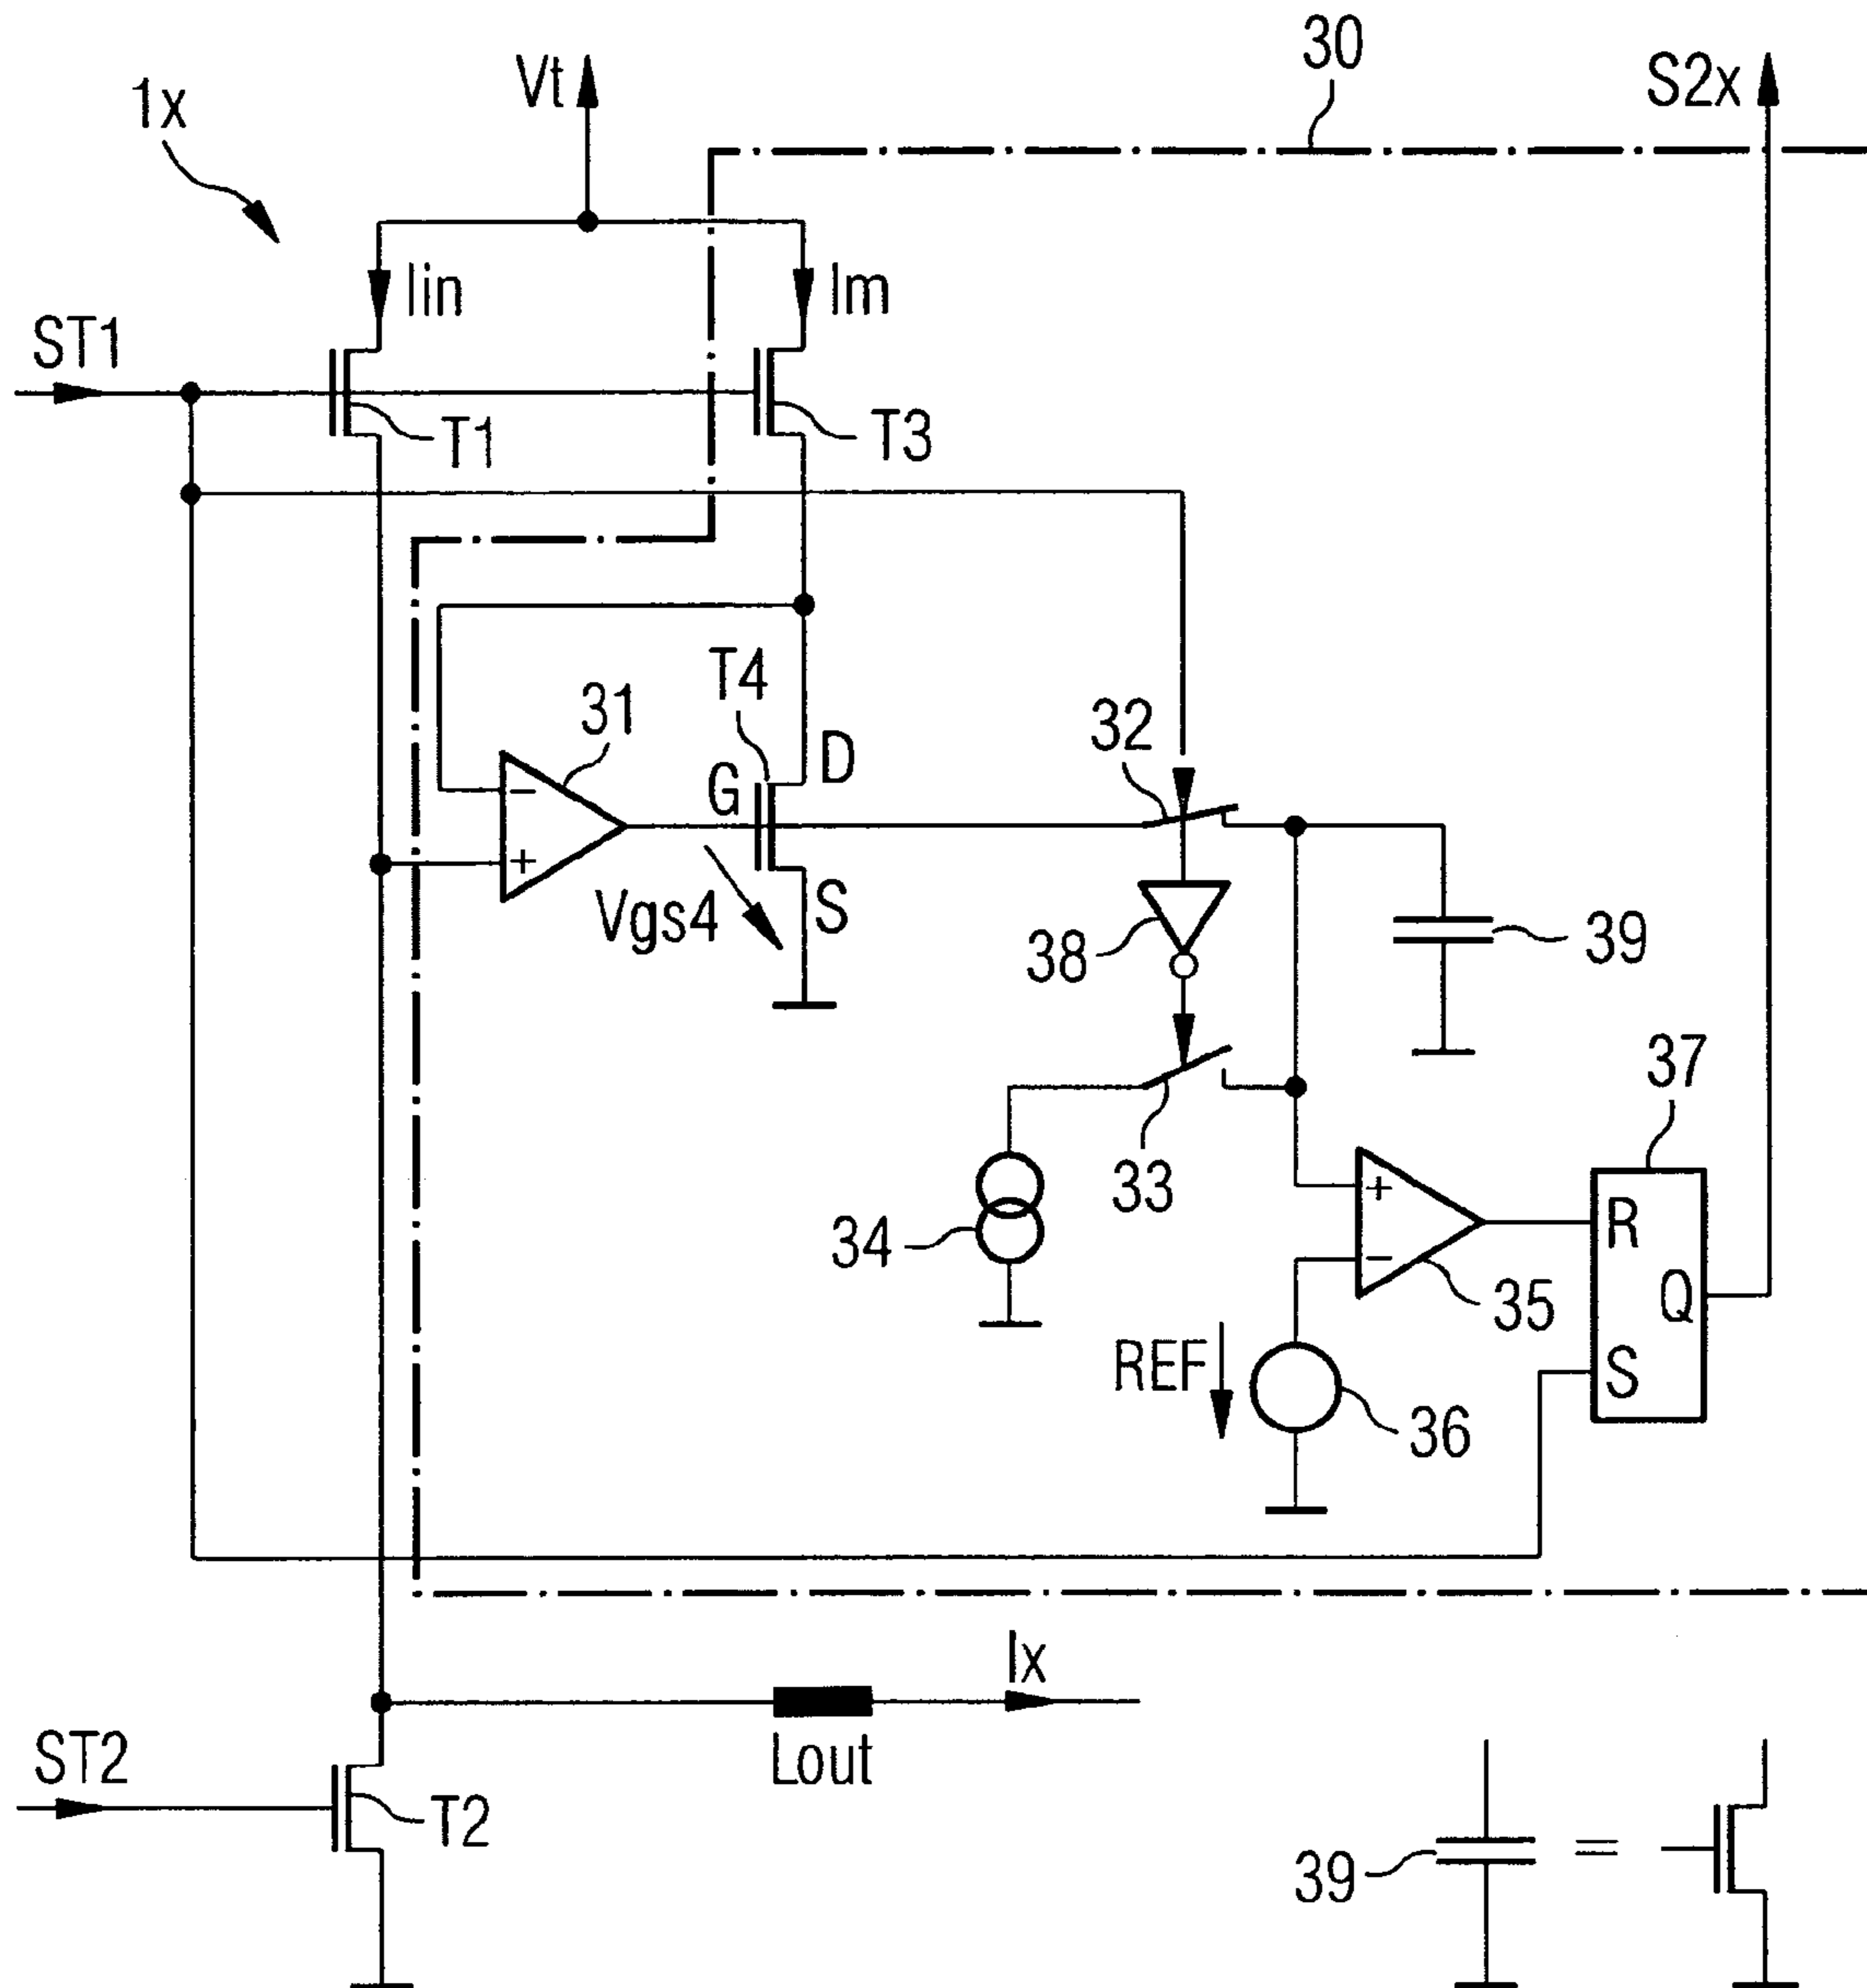 30
Vt
S2x
1x
Iin
Im
ST1
T1
T3
T4
31
32
D
G
−
+
Vgs4
S
38
39
37
33
+
R
34
−
Q
35
REF
S
36
Ix
ST2
Lout
T2
39
=